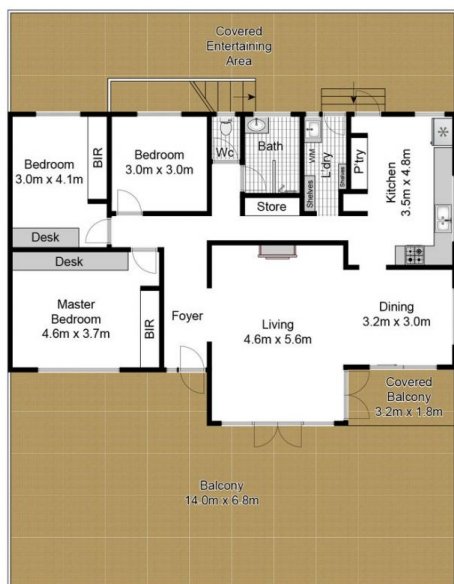 Covered
Entertaining
Area
Bedroom
3.0m x 4.1m
BIR
Bedroom
3.0m x 3.0m
Wc
Bath
Store
Shelves
WM
L'dry
Shelves
P'try
Kitchen
3.5m x 4.8m
Desk
Desk
Master
Bedroom
4.6m x 3.7m
BIR
Foyer
Living
4.6m x 5.6m
Dining
3.2m x 3.0m
Covered
Balcony
3.2m x 1.8m
Balcony
14.0m x 6.8m